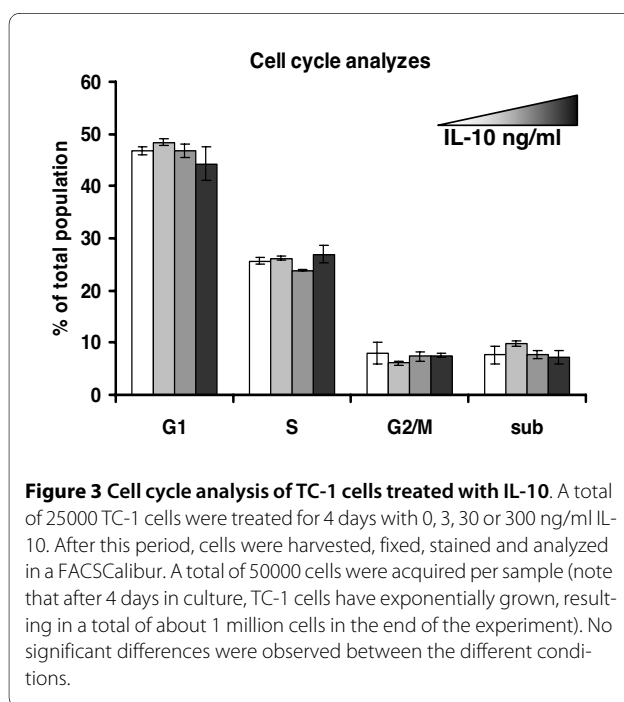 Cell cycle analyzes
60
50
40
30
20
10
0
% of total population
IL-10 ng/ml
G1 S G2/M sub
Figure 3 Cell cycle analysis of TC-1 cells treated with IL-10. A total
of 25000 TC-1 cells were treated for 4 days with 0, 3, 30 or 300 ng/ml IL-
10. After this period, cells were harvested, fixed, stained and analyzed
in a FACSCalibur. A total of 50000 cells were acquired per sample (note
that after 4 days in culture, TC-1 cells have exponentially grown, result-
ing in a total of about 1 million cells in the end of the experiment). No
significant differences were observed between the different condi-
tions.